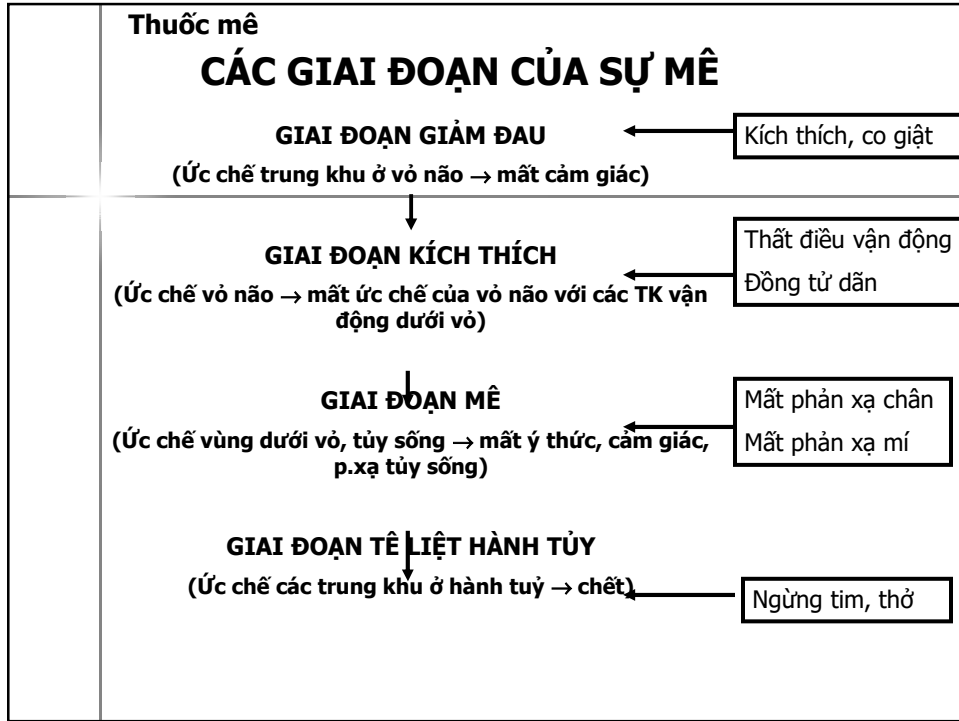 Thuốc mê
CÁC GIAI ĐOẠN CỦA SỰ MÊ
GIAI ĐOẠN GIẢM ĐAU
Kích thích, co giật
(Ức chế trung khu ở vỏ não → mất cảm giác)
GIAI ĐOẠN KÍCH THÍCH
Thất điều vận động
Đồng tử dãn
(Ức chế vỏ não → mất ức chế của vỏ não với các TK vận
động dưới vỏ)
GIAI ĐOẠN MÊ
Mất phản xạ chân
Mất phản xạ mí
(Ức chế vùng dưới vỏ, tủy sống → mất ý thức, cảm giác,
p.xạ tủy sống)
GIAI ĐOẠN TÊ LIỆT HÀNH TỦY
(Ức chế các trung khu ở hành tuỷ → chết)
Ngừng tim, thở